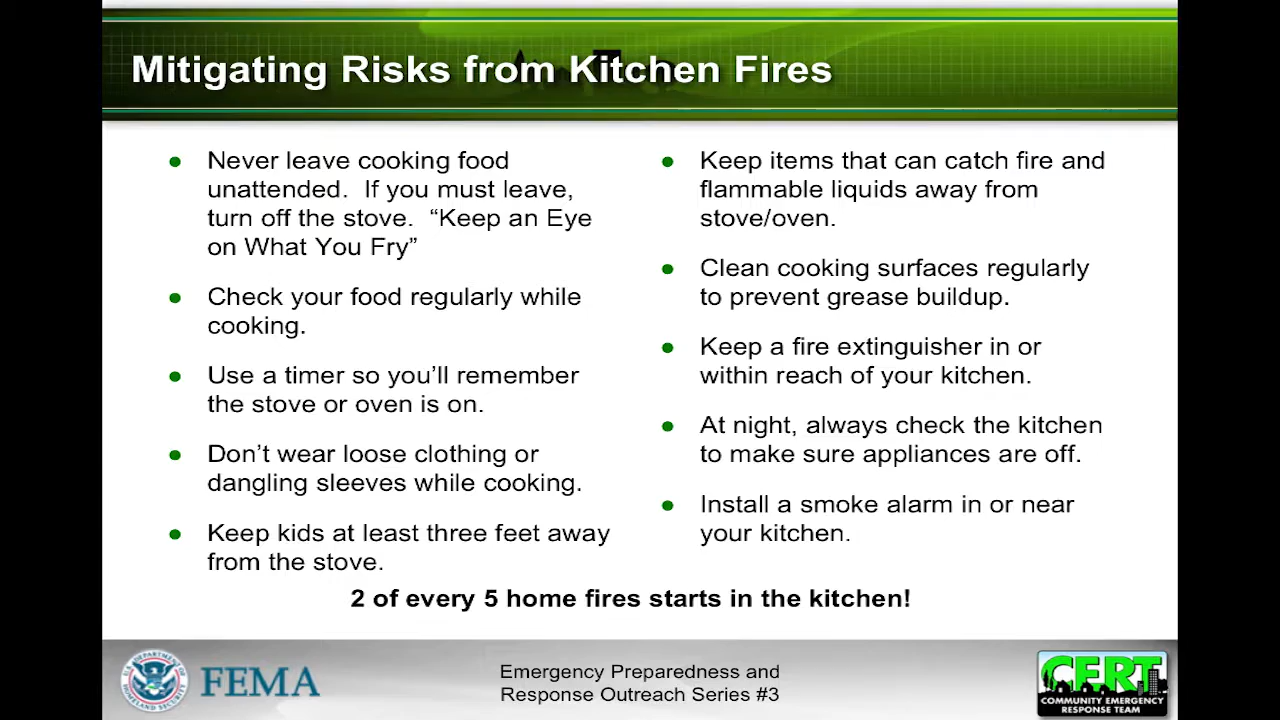 Mitigating Risks from Kitchen Fires
● Never leave cooking food
unattended.  If you must leave,
turn off the stove.  “Keep an Eye
on What You Fry”
● Check your food regularly while
cooking.
● Use a timer so you’ll remember
the stove or oven is on.
● Don’t wear loose clothing or
dangling sleeves while cooking.
● Keep kids at least three feet away
from the stove.
● Keep items that can catch fire and
flammable liquids away from
stove/oven.
● Clean cooking surfaces regularly
to prevent grease buildup.
● Keep a fire extinguisher in or
within reach of your kitchen.
● At night, always check the kitchen
to make sure appliances are off.
● Install a smoke alarm in or near
your kitchen.
2 of every 5 home fires starts in the kitchen!
U.S. DEPARTMENT OF HOMELAND SECURITY
FEMA
Emergency Preparedness and
Response Outreach Series #3
CERT
COMMUNITY EMERGENCY
RESPONSE TEAM